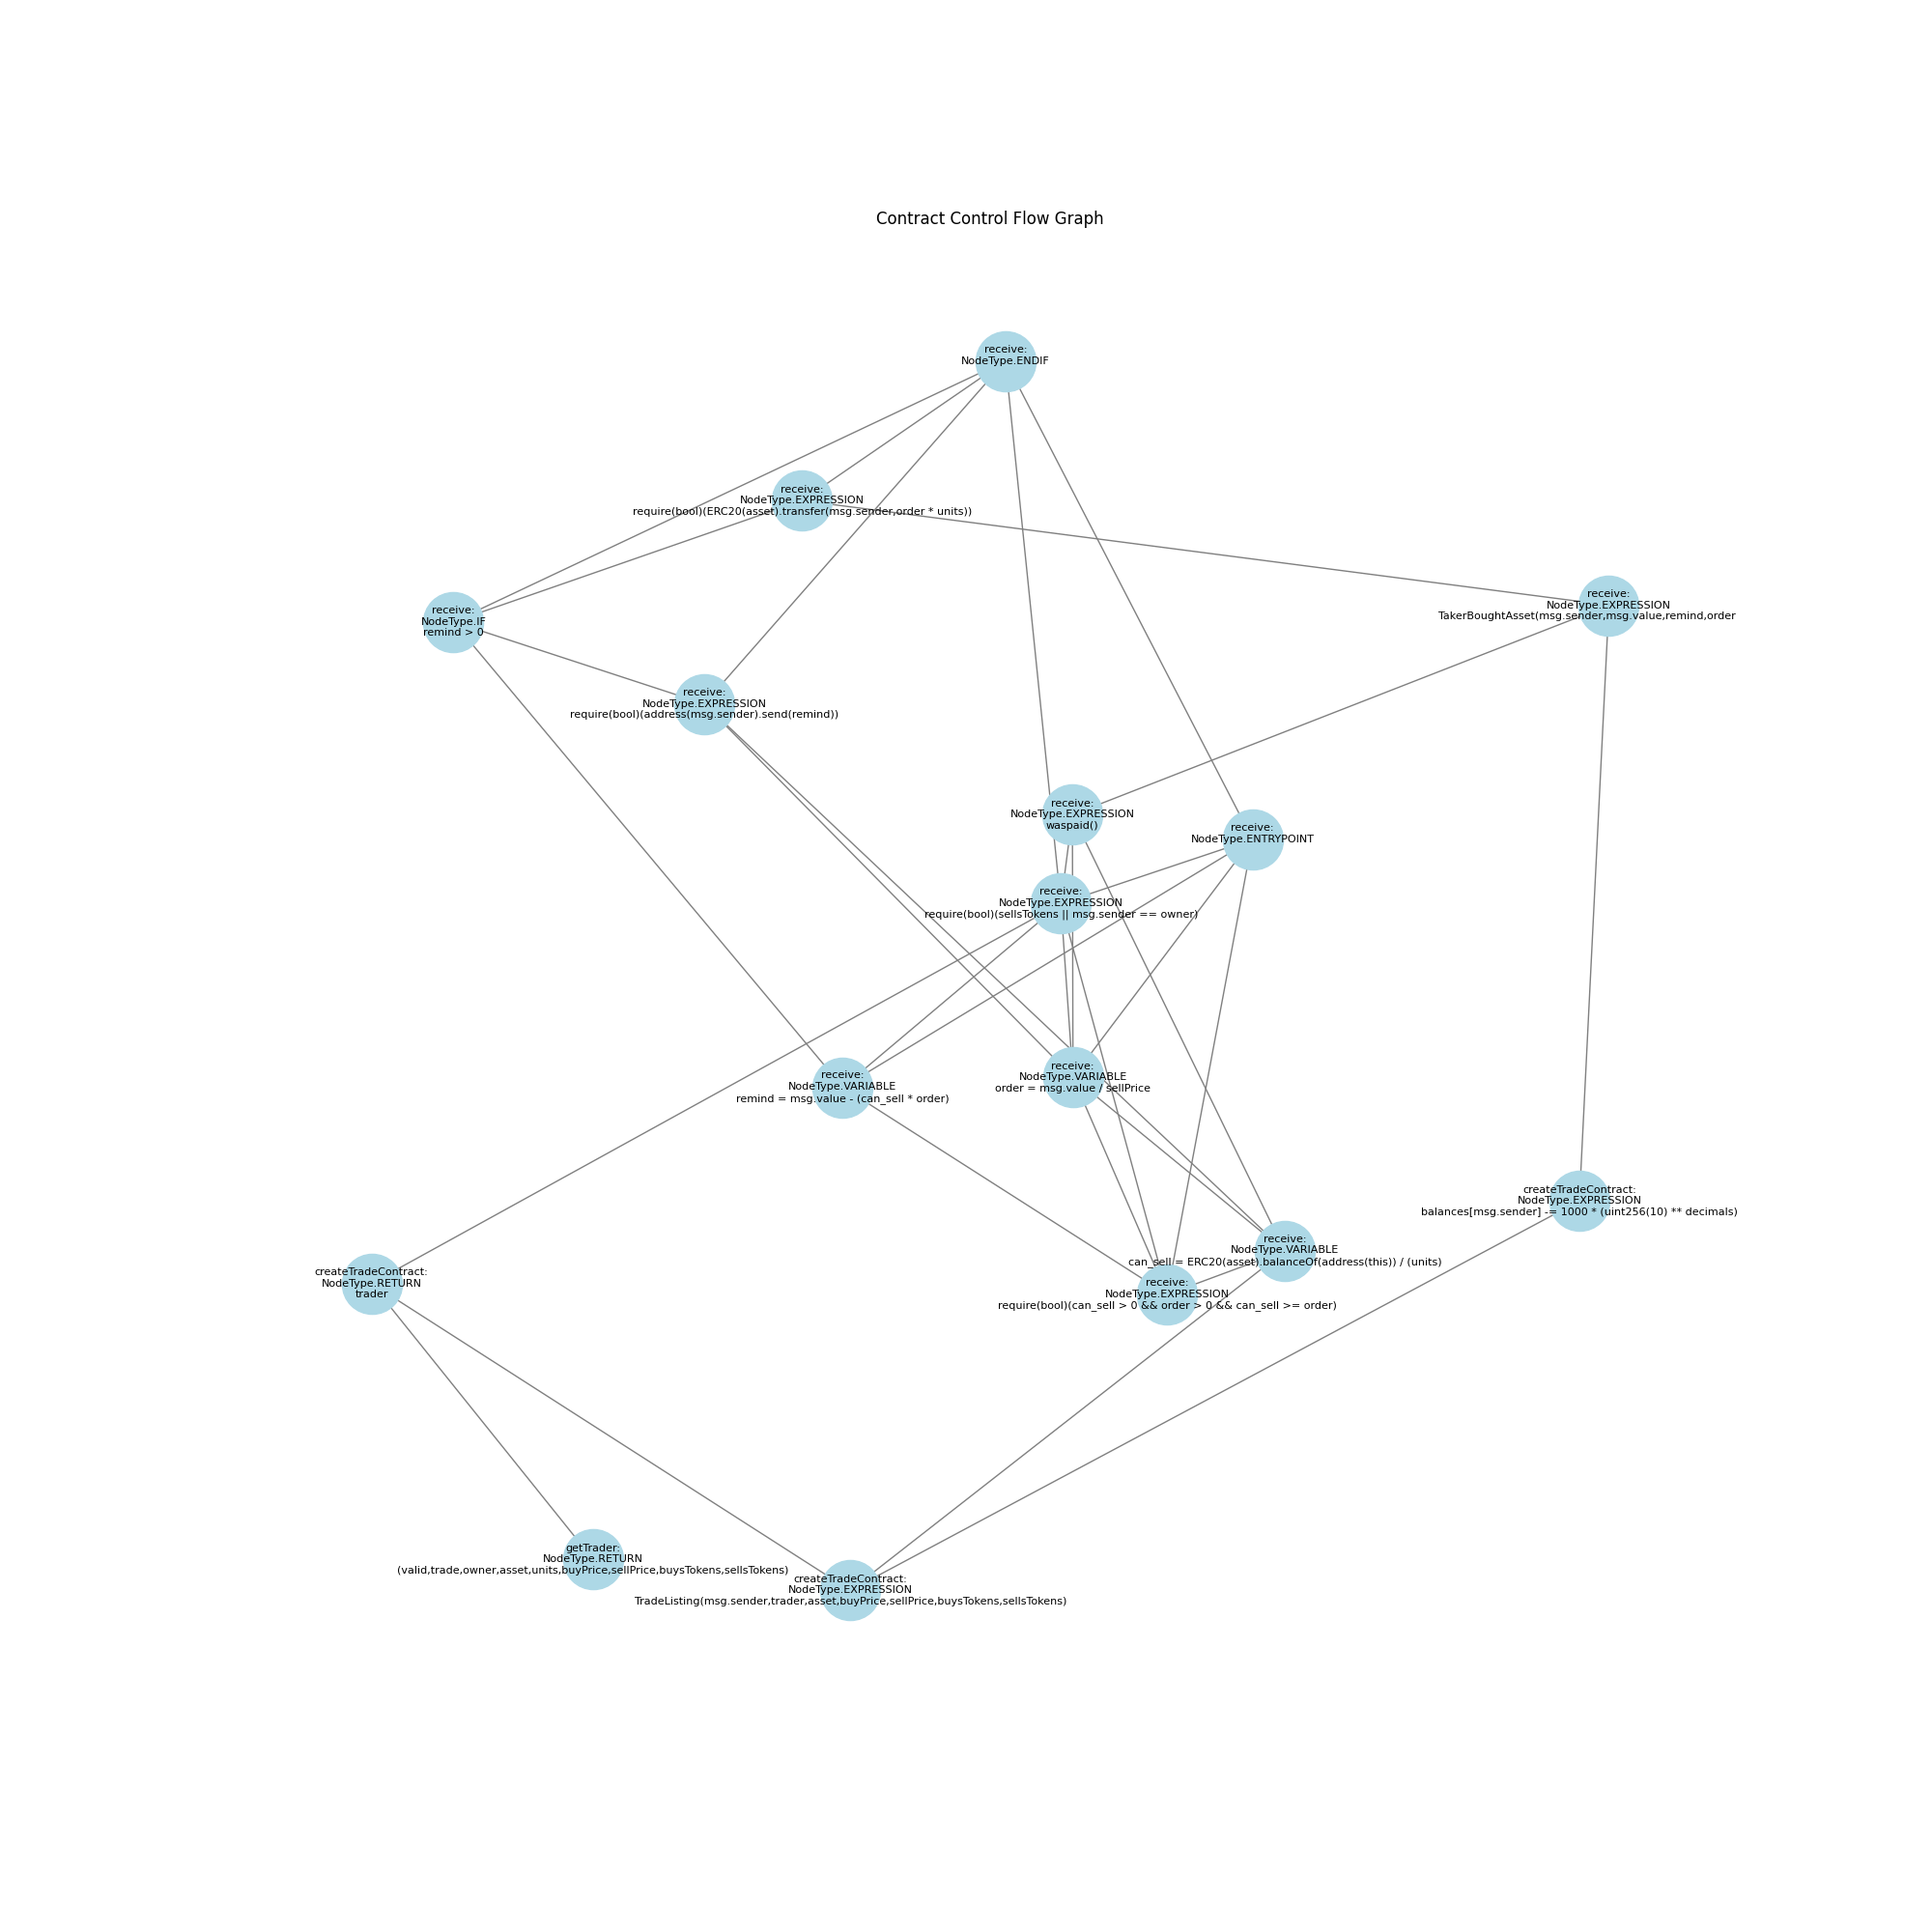 Contract Control Flow Graph
receive:
NodeType.ENDIF
receive:
NodeType.EXPRESSION
require(bool)(ERC20(asset).transfer(msg.sender,order * units))
receive:
NodeType.EXPRESSION
TakerBoughtAsset(msg.sender,msg.value,remind,order
receive:
NodeType.IF
remind > 0
receive:
NodeType.EXPRESSION
require(bool)(address(msg.sender).send(remind))
receive:
NodeType.EXPRESSION
waspaid()
receive:
NodeType.ENTRYPOINT
receive:
NodeType.EXPRESSION
require(bool)(sellsTokens || msg.sender == owner)
receive:
NodeType.VARIABLE
order = msg.value / sellPrice
receive:
NodeType.VARIABLE
remind = msg.value - (can_sell * order)
createTradeContract:
NodeType.EXPRESSION
balances[msg.sender] -= 1000 * (uint256(10) ** decimals)
receive:
NodeType.VARIABLE
can_sell = ERC20(asset).balanceOf(address(this)) / (units)
createTradeContract:
NodeType.RETURN
trader
receive:
NodeType.EXPRESSION
require(bool)(can_sell > 0 && order > 0 && can_sell >= order)
getTrader:
NodeType.RETURN
(valid,trade,owner,asset,units,buyPrice,sellPrice,buysTokens,sellsTokens)
createTradeContract:
NodeType.EXPRESSION
TradeListing(msg.sender,trader,asset,buyPrice,sellPrice,buysTokens,sellsTokens)